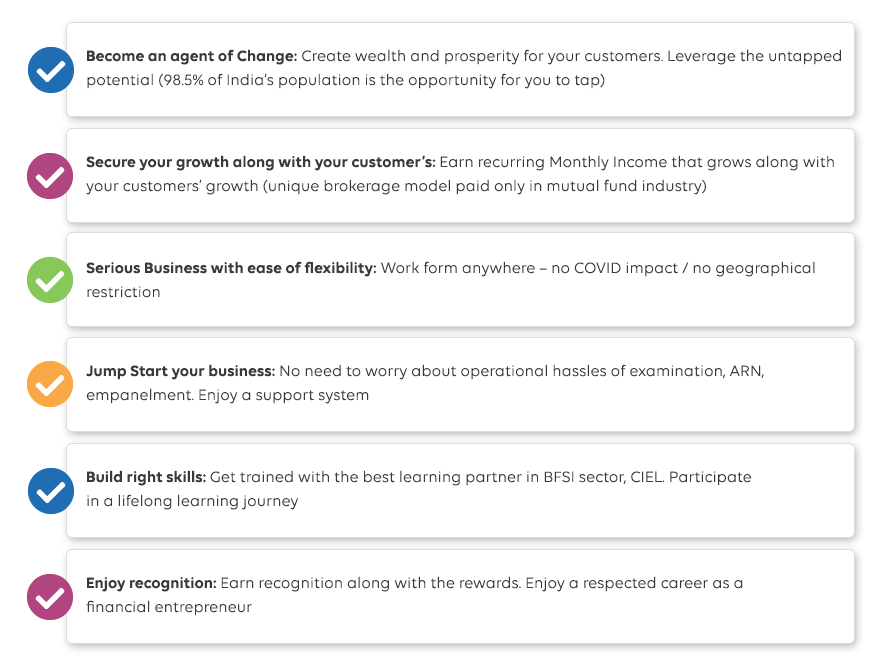 Become an agent of Change: Create wealth and prosperity for your customers. Leverage the untapped
potential (98.5% of India's population is the opportunity for you to tap)
Secure your growth along with your customer's: Earn recurring Monthly Income that grows along with
your customers' growth (unique brokerage model paid only in mutual fund industry)
Serious Business with ease of flexibility: Work form anywhere – no COVID impact / no geographical
restriction
Jump Start your business: No need to worry about operational hassles of examination, ARN,
empanelment. Enjoy a support system
Build right skills: Get trained with the best learning partner in BFSI sector, CIEL. Participate
in a lifelong learning journey
Enjoy recognition: Earn recognition along with the rewards. Enjoy a respected career as a
financial entrepreneur